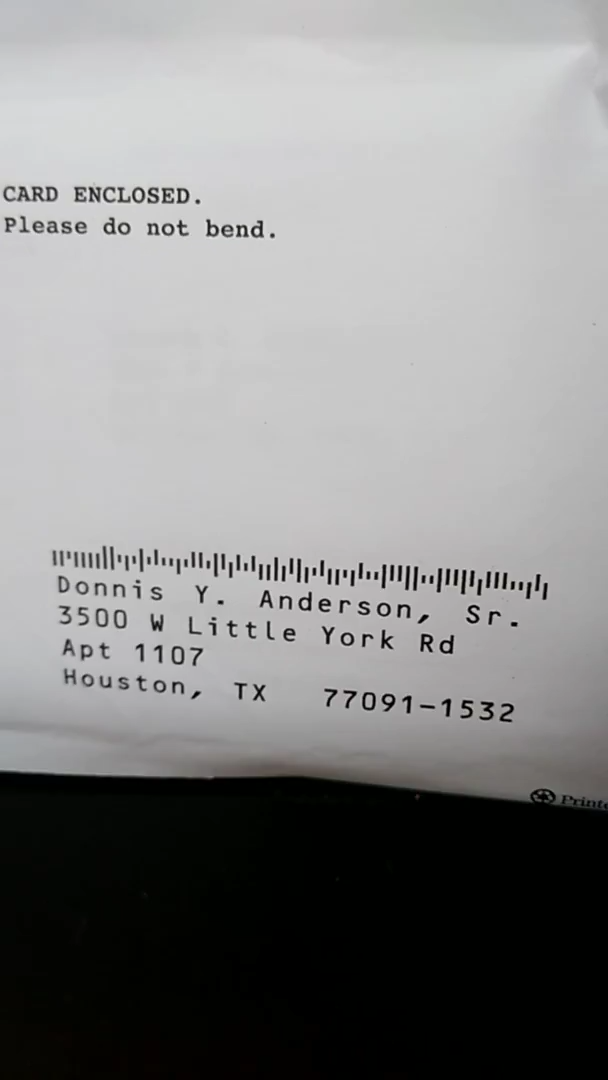 CARD ENCLOSED.
Please do not bend.
Donnis Y. Anderson, Sr.
3500 W Little York Rd
Apt 1107
Houston, TX 77091-1532